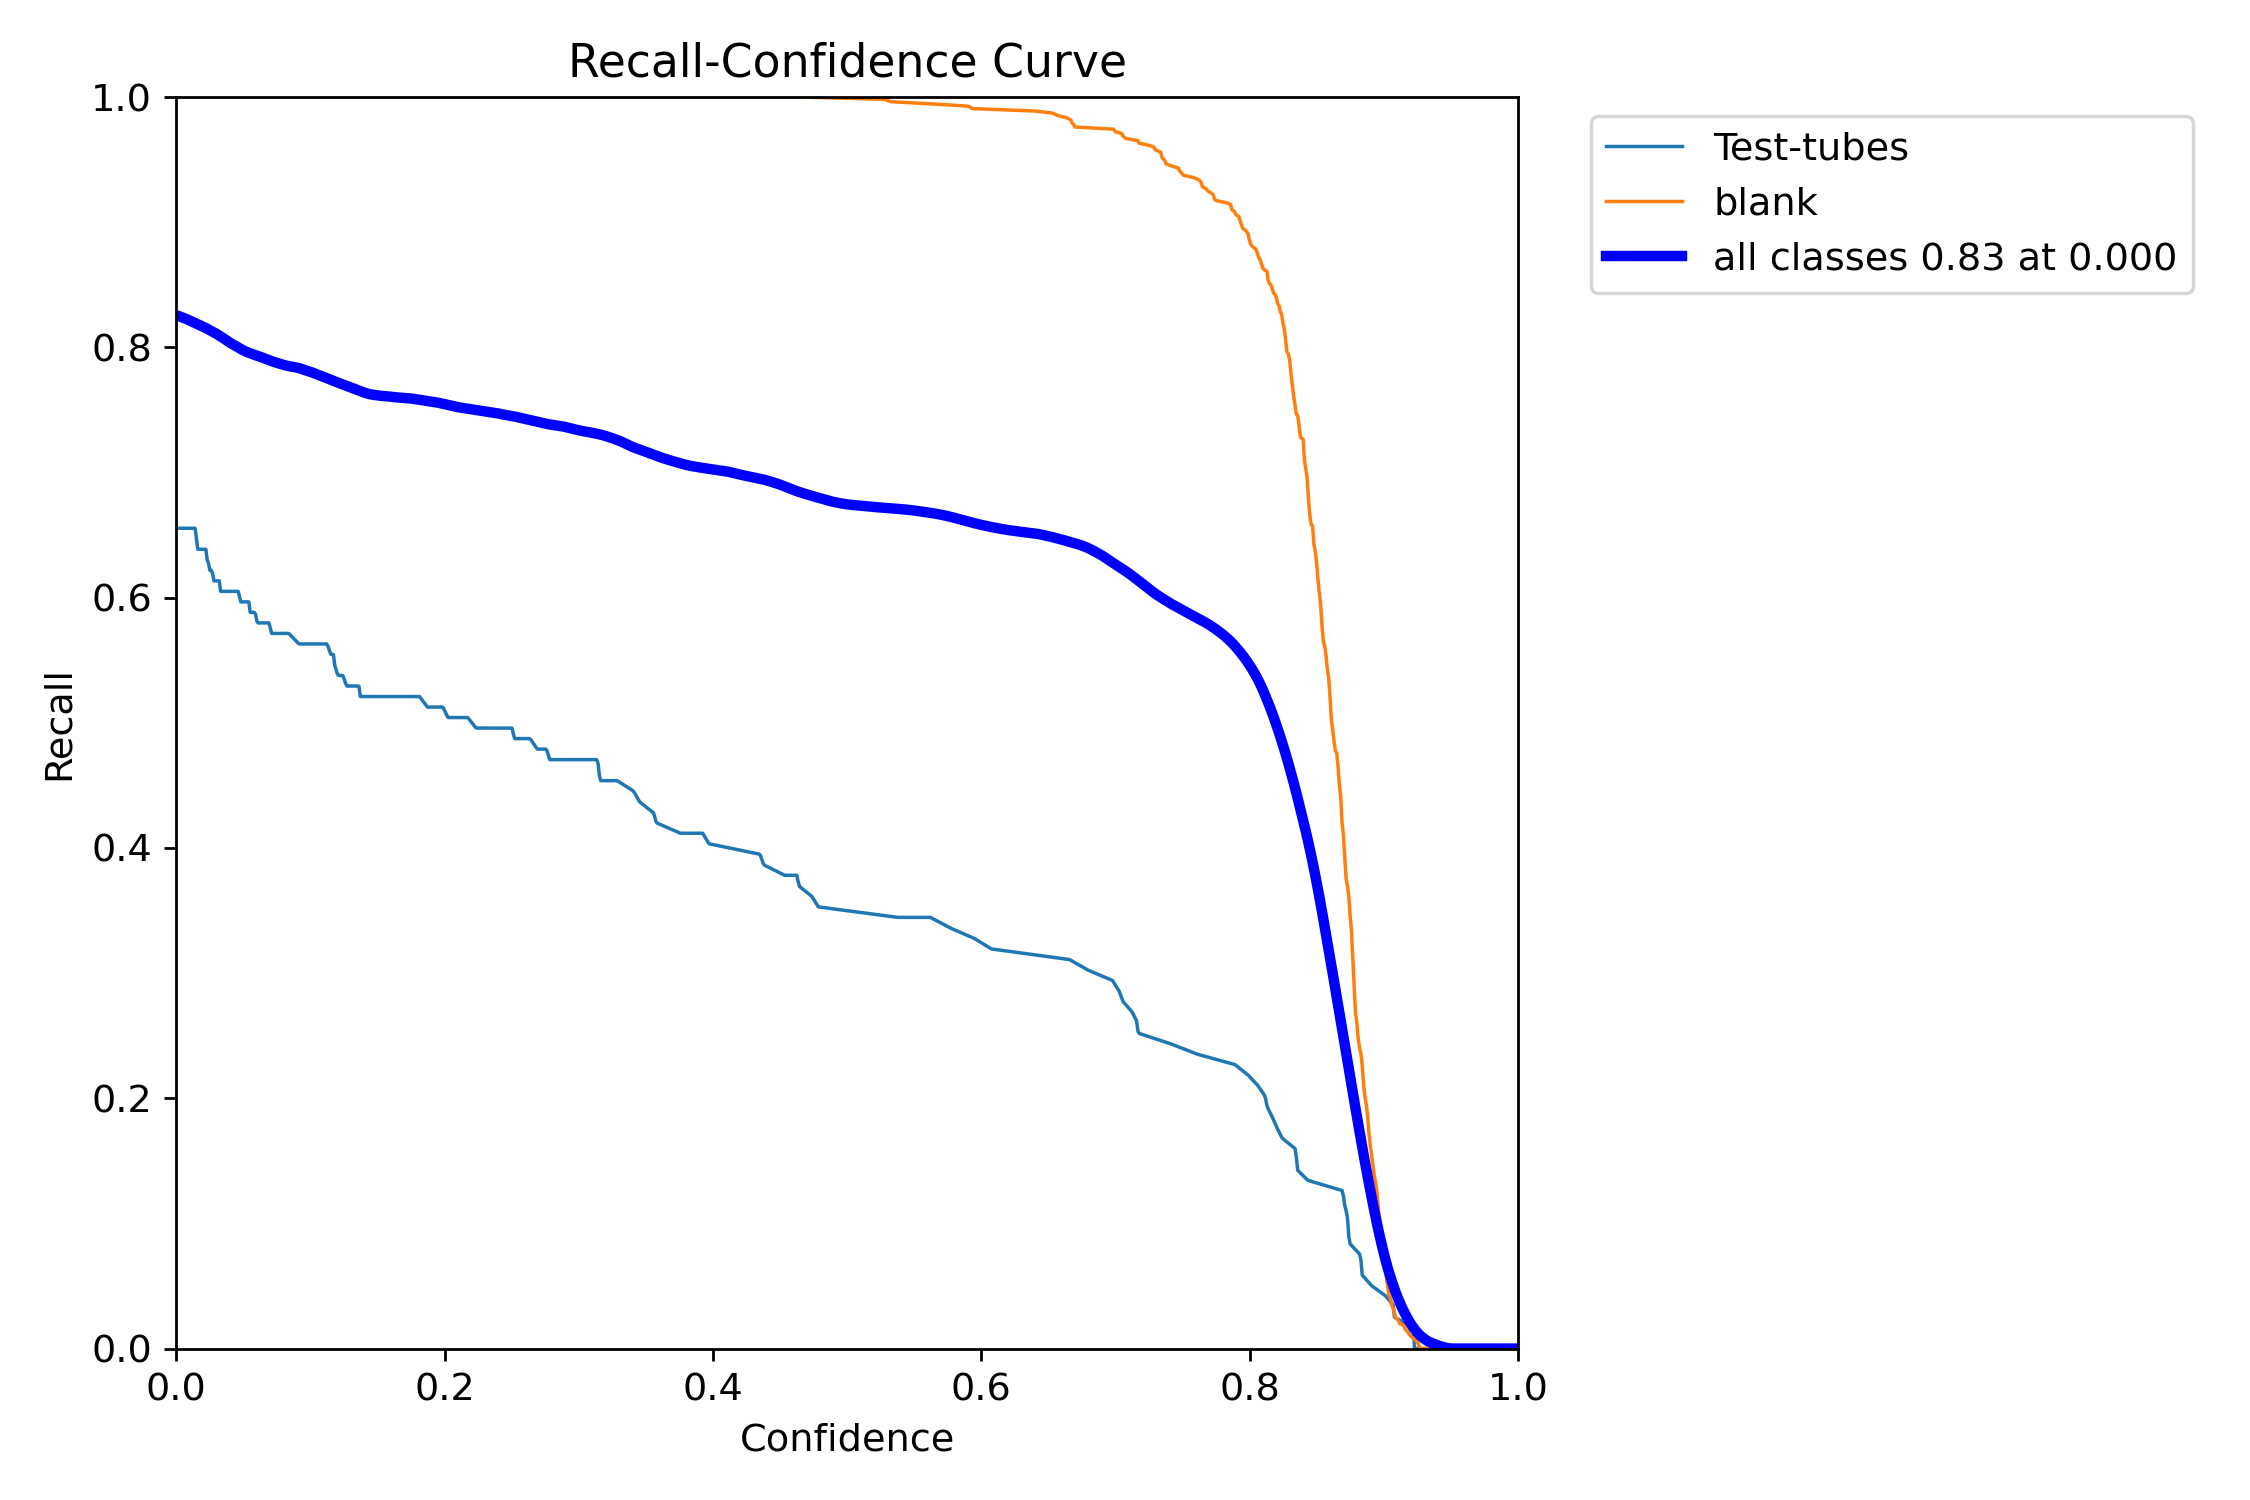 Recall-Confidence Curve
1.0
0.8
0.6
0.4
0.2
0.0
Recall
0.0 0.2 0.4 0.6 0.8 1.0
Confidence
Test-tubes
blank
all classes 0.83 at 0.000